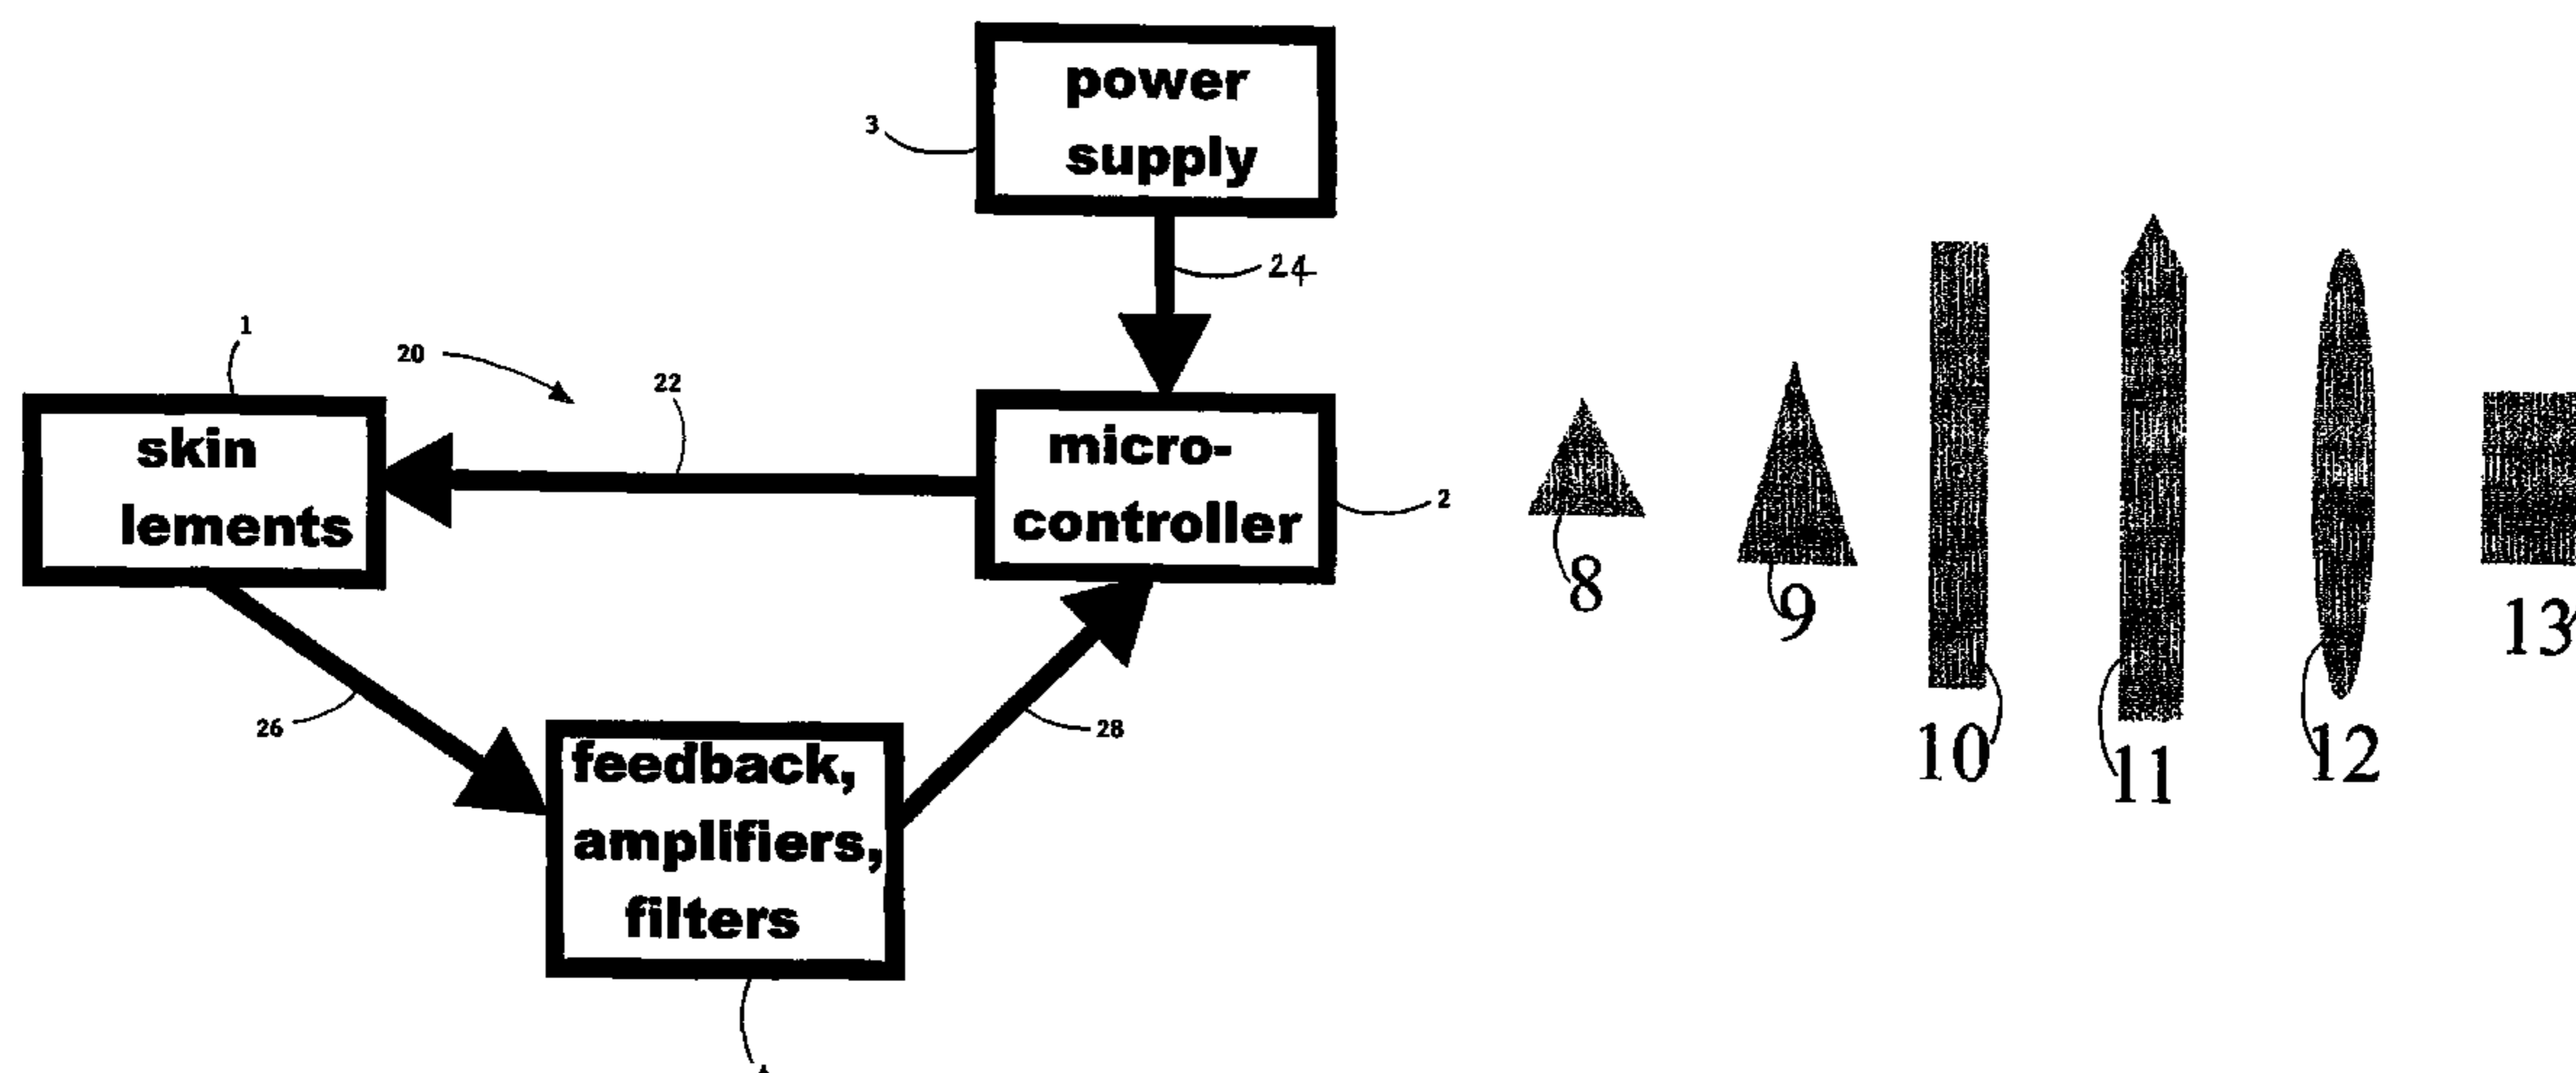 power
supply
3
24
1
20
22
skin
lements
micro-
controller
2
26
28
feedback,
amplifiers,
filters
8
9
10
11
12
13